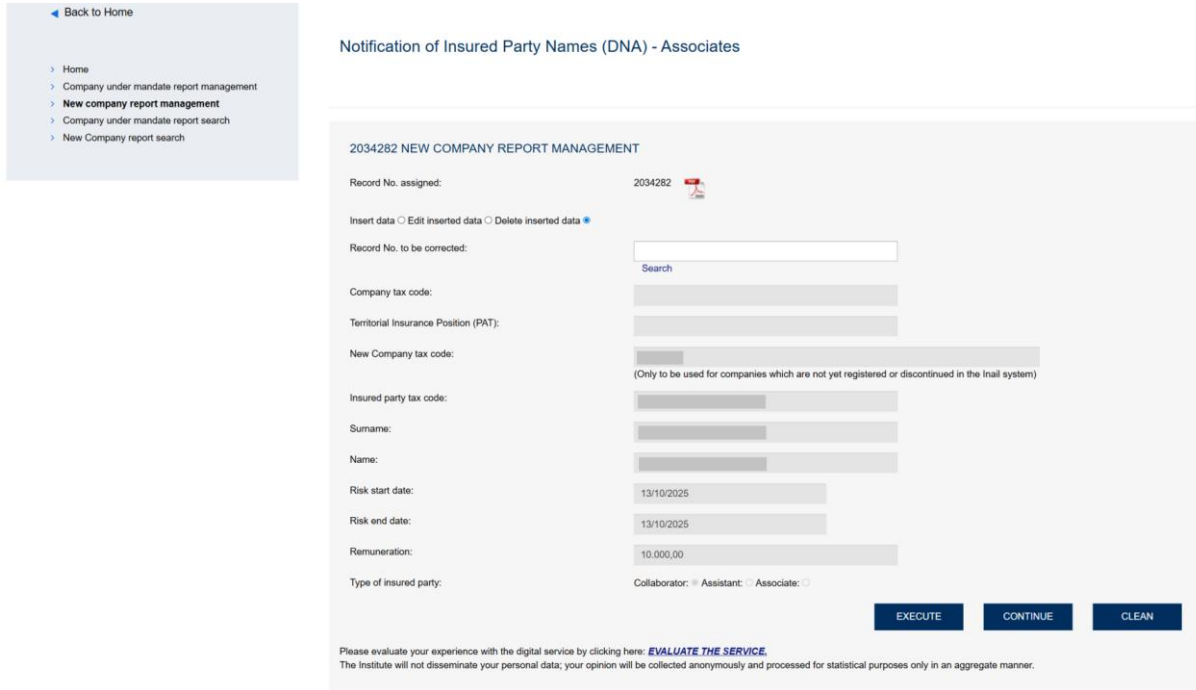 Back to Home
Home
Company under mandate report management
New company report management
Company under mandate report search
New Company report search
Notification of Insured Party Names (DNA) - Associates
2034282 NEW COMPANY REPORT MANAGEMENT
Record No. assigned: 2034282
Insert data Edit inserted data Delete inserted data
Record No. to be corrected:
Search
Company tax code:
Territorial Insurance Position (PAT):
New Company tax code:
(Only to be used for companies which are not yet registered or discontinued in the Inail system)
Insured party tax code:
Surname:
Name:
Risk start date: 13/10/2025
Risk end date: 13/10/2025
Remuneration: 10.000,00
Type of insured party: Collaborator: Assistant: Associate:
EXECUTE CONTINUE CLEAN
Please evaluate your experience with the digital service by clicking here: EVALUATE THE SERVICE.
The Institute will not disseminate your personal data; your opinion will be collected anonymously and processed for statistical purposes only in an aggregate manner.